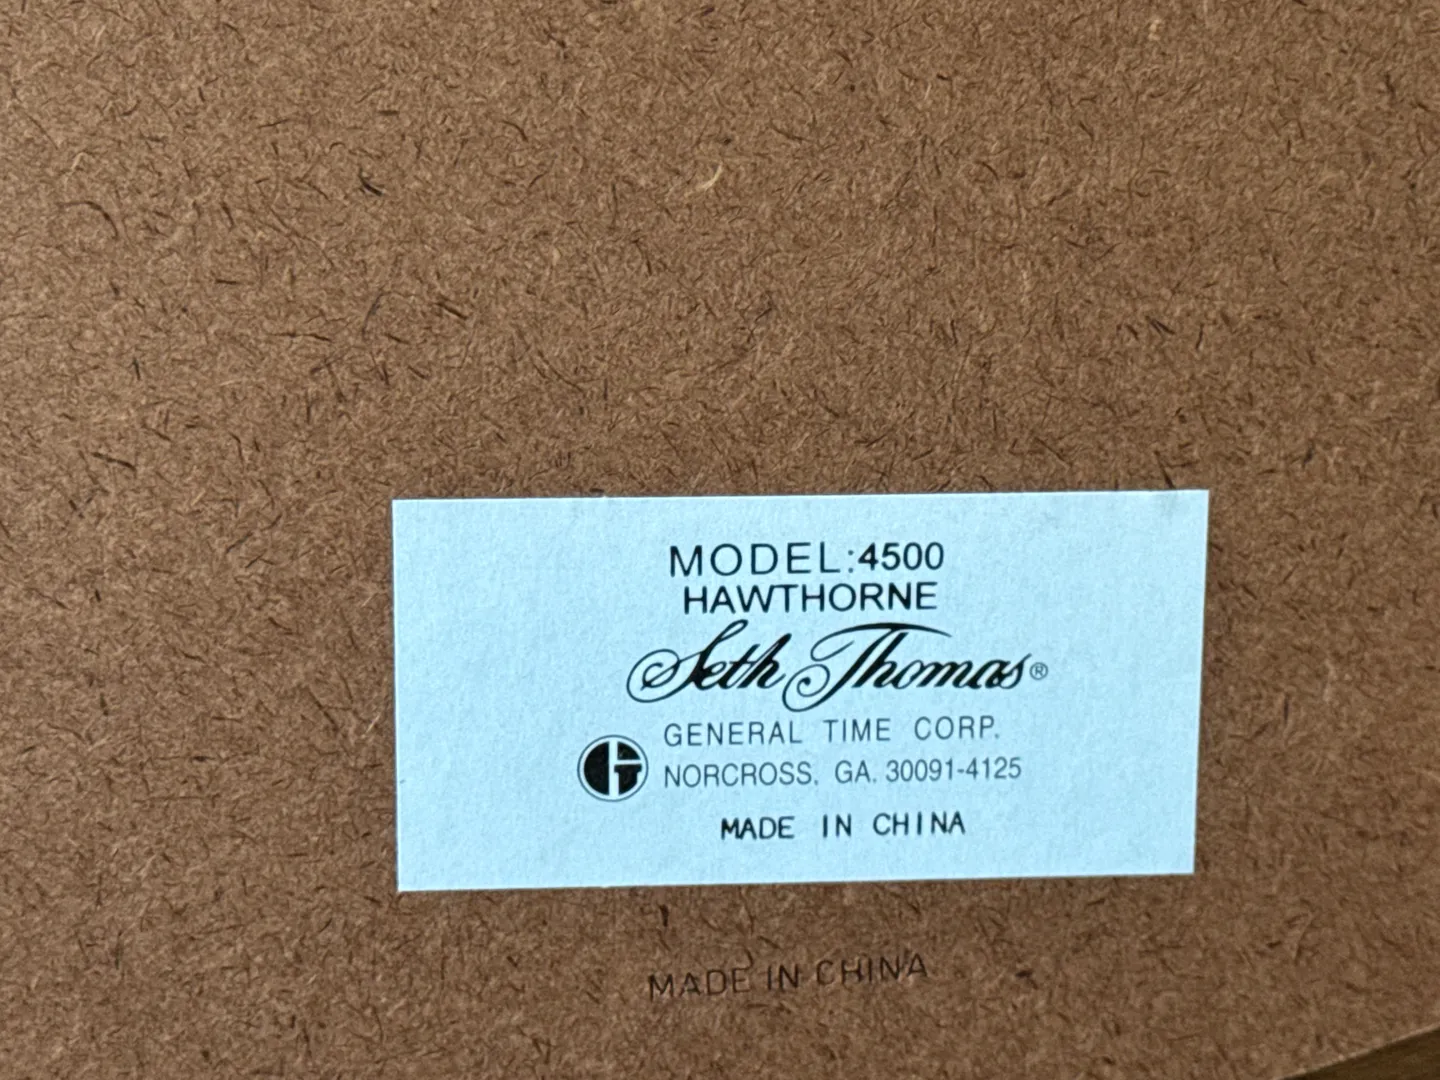 MODEL:4500
HAWTHORNE
Seth Thomas®
GENERAL TIME CORP.
NORCROSS, GA. 30091-4125
MADE IN CHINA
MADE IN CHINA